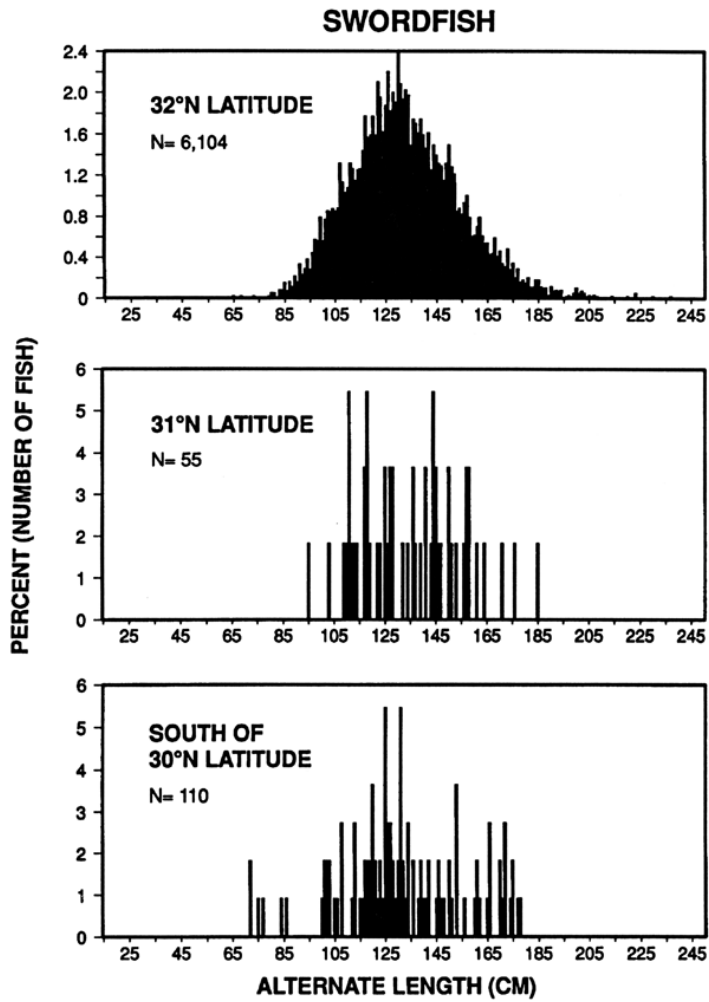 SWORDFISH
2.4
2.0
1.6
1.2
0.8
0.4
0
32°N LATITUDE
N= 6,104
25 45 65 85 105 125 145 165 185 205 225 245
PERCENT (NUMBER OF FISH)
6
5
4
3
2
1
0
31°N LATITUDE
N= 55
25 45 65 85 105 125 145 165 185 205 225 245
6
5
4
3
2
1
0
SOUTH OF
30°N LATITUDE
N= 110
25 45 65 85 105 125 145 165 185 205 225 245
ALTERNATE LENGTH (CM)